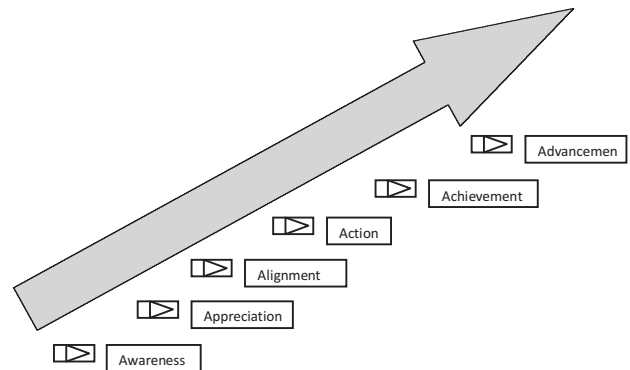 Advancemen
Achievement
Action
Alignment
Appreciation
Awareness